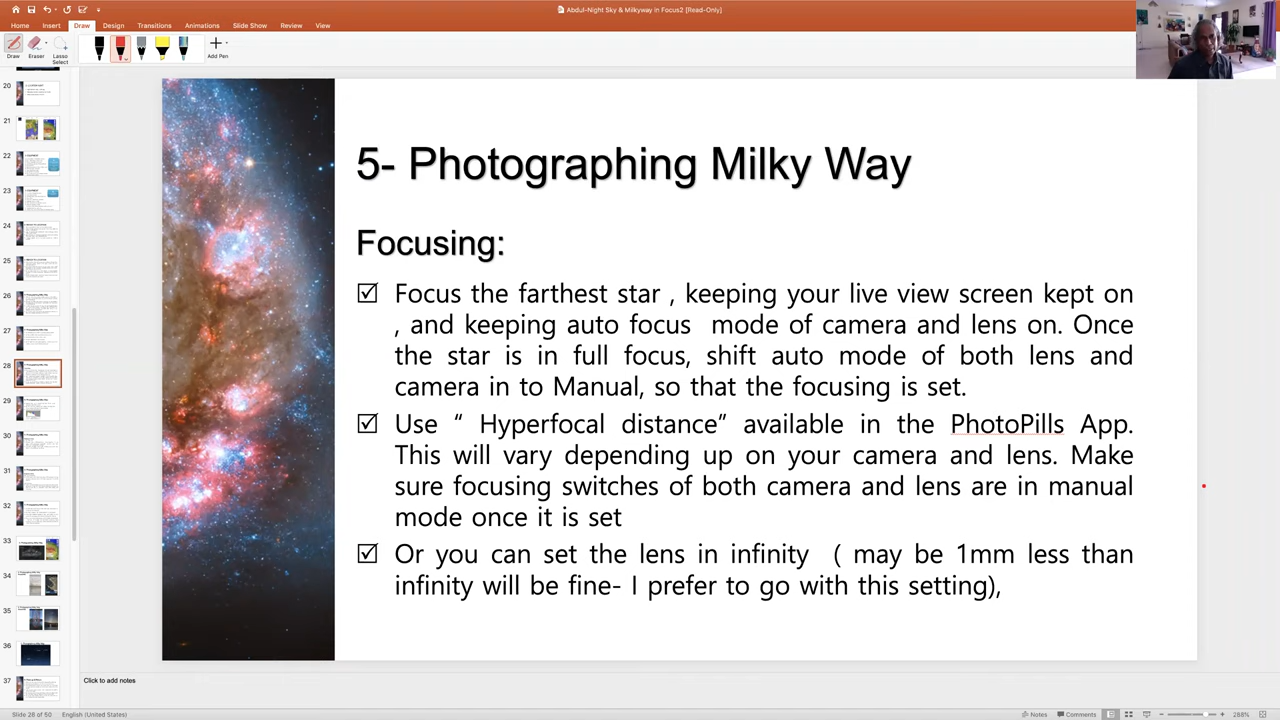 Abdul-Night Sky & Milkyway in Focus2 [Read-Only]
Home Insert Draw Design Transitions Animations Slide Show Review View
Draw Eraser Lasso Select Add Pen
5- Photographing Milky Way
Focusing:
☑ Focus the farthest star , keeping your live view screen kept on
, and keeping auto focus mode of camera and lens on. Once
the star is in full focus, shift auto mode of both lens and
camera in to Manual, so that the focusing is set.
☑ Use “ Hyperfocal distance” available in the PhotoPills App.
This will vary depending up on your camera and lens. Make
sure focusing switches of both camera and lens are in manual
mode once it is set
☑ Or you can set the lens in infinity ( may be 1mm less than
infinity will be fine- I prefer to go with this setting),
21
25
31
37
Click to add notes
Slide 28 of 50 English (United States) Notes Comments 288%